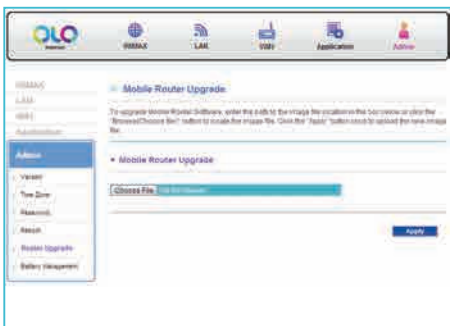 OLO
WiMAX
LAN
WiFi
Application
Admin
WiMAX
LAN
WiFi
Application
Admin
Time Zone
Password
Router Upgrade
Battery Management
Mobile Router Upgrade
To upgrade Mobile Router Software, enter the path to the image file location in the box below or click the
"Browse/Choose file" button to locate the image file. Click the "Apply" button once to upload the new image
file.
Mobile Router Upgrade
Choose File
Apply